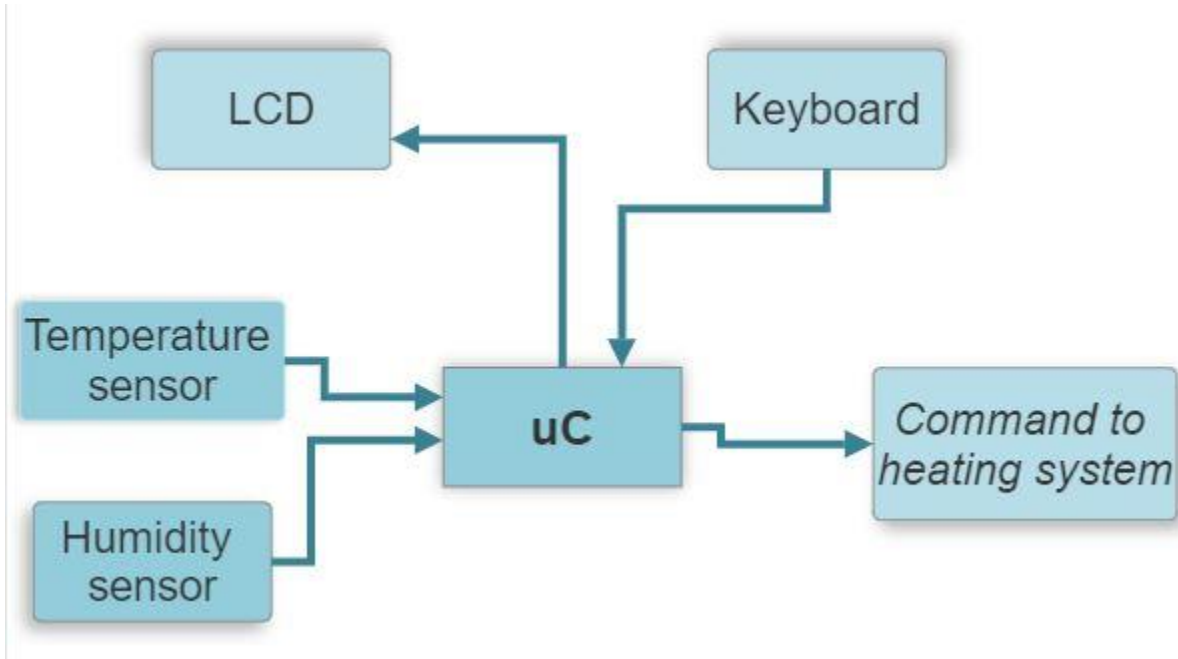 LCD
Keyboard
Temperature
sensor
uC
Command to
heating system
Humidity
sensor